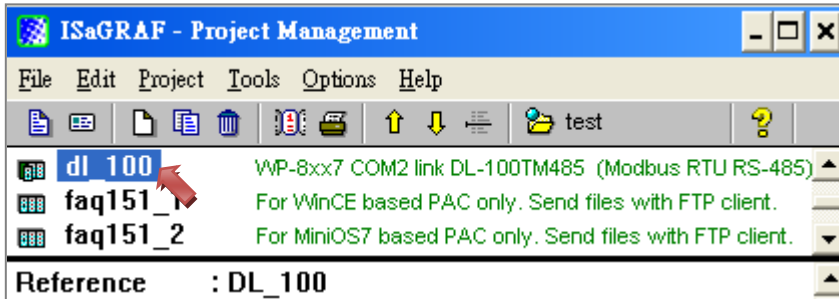 ISaGRAF - Project Management
File Edit Project Tools Options Help
test
dl_100 WP-8xx7 COM2 link DL-100TM485 (Modbus RTU RS-485)
faq151_1 For WinCE based PAC only. Send files with FTP client.
faq151_2 For MiniOS7 based PAC only. Send files with FTP client.
Reference : DL_100